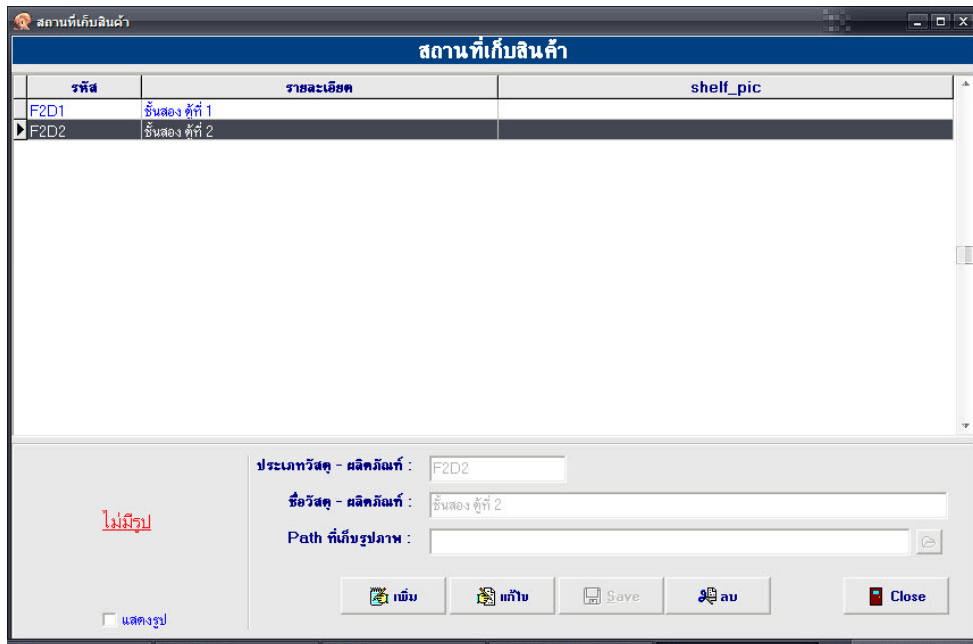 สถานที่เก็บสินค้า
สถานที่เก็บสินค้า
รหัส รายละเอียด shelf_pic
F2D1 ชั้นสอง ตู้ที่ 1
F2D2 ชั้นสอง ตู้ที่ 2
ประเภทวัสดุ - ผลิตภัณฑ์ : F2D2
ชื่อวัสดุ - ผลิตภัณฑ์ : ชั้นสอง ตู้ที่ 2
ไม่มีรูป
Path ที่เก็บรูปภาพ :
เพิ่ม แก้ไข Save ลบ Close
แสดงรูป